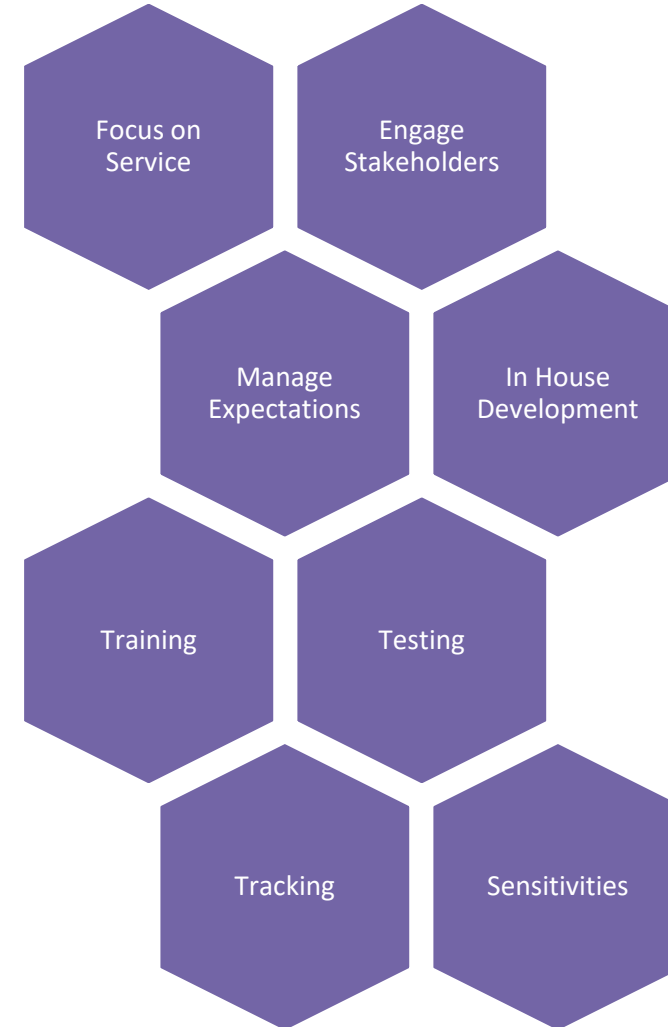 Focus on
Service
Engage
Stakeholders
Manage
Expectations
In House
Development
Training
Testing
Tracking
Sensitivities